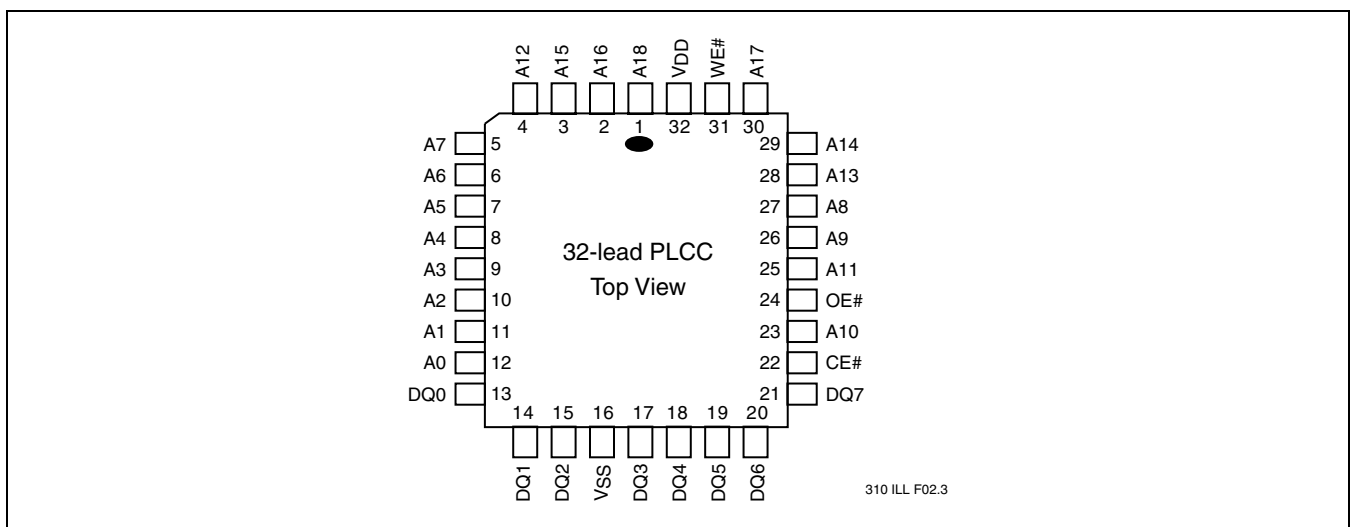 A12 A15 A16 A18 VDD WE# A17
4 3 2 1 32 31 30
A7 5 29 A14
A6 6 28 A13
A5 7 27 A8
A4 8 26 A9
A3 9 25 A11
32-lead PLCC
Top View
A2 10 24 OE#
A1 11 23 A10
A0 12 22 CE#
DQ0 13 21 DQ7
14 15 16 17 18 19 20
DQ1 DQ2 VSS DQ3 DQ4 DQ5 DQ6
310 ILL F02.3